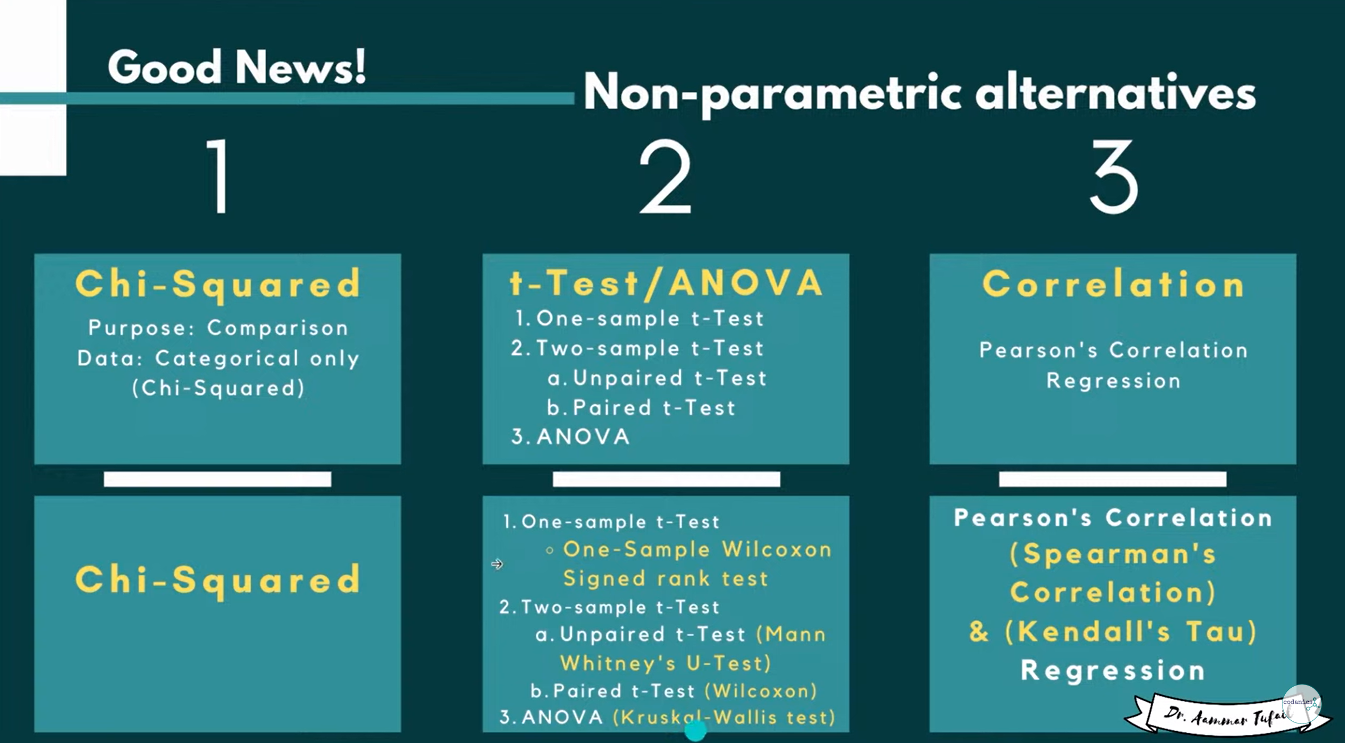 Good News!
Non-parametric alternatives
1
Chi-Squared
Purpose: Comparison
Data: Categorical only
(Chi-Squared)
Chi-Squared
2
t-Test/ANOVA
1. One-sample t-Test
2. Two-sample t-Test
a. Unpaired t-Test
b. Paired t-Test
3. ANOVA
1. One-sample t-Test
◦ One-Sample Wilcoxon
Signed rank test
2. Two-sample t-Test
a. Unpaired t-Test (Mann
Whitney's U-Test)
b. Paired t-Test (Wilcoxon)
3. ANOVA (Kruskal-Wallis test)
3
Correlation
Pearson's Correlation
Regression
Pearson's Correlation
(Spearman's
Correlation)
& (Kendall's Tau)
Regression
Dr. Aammar